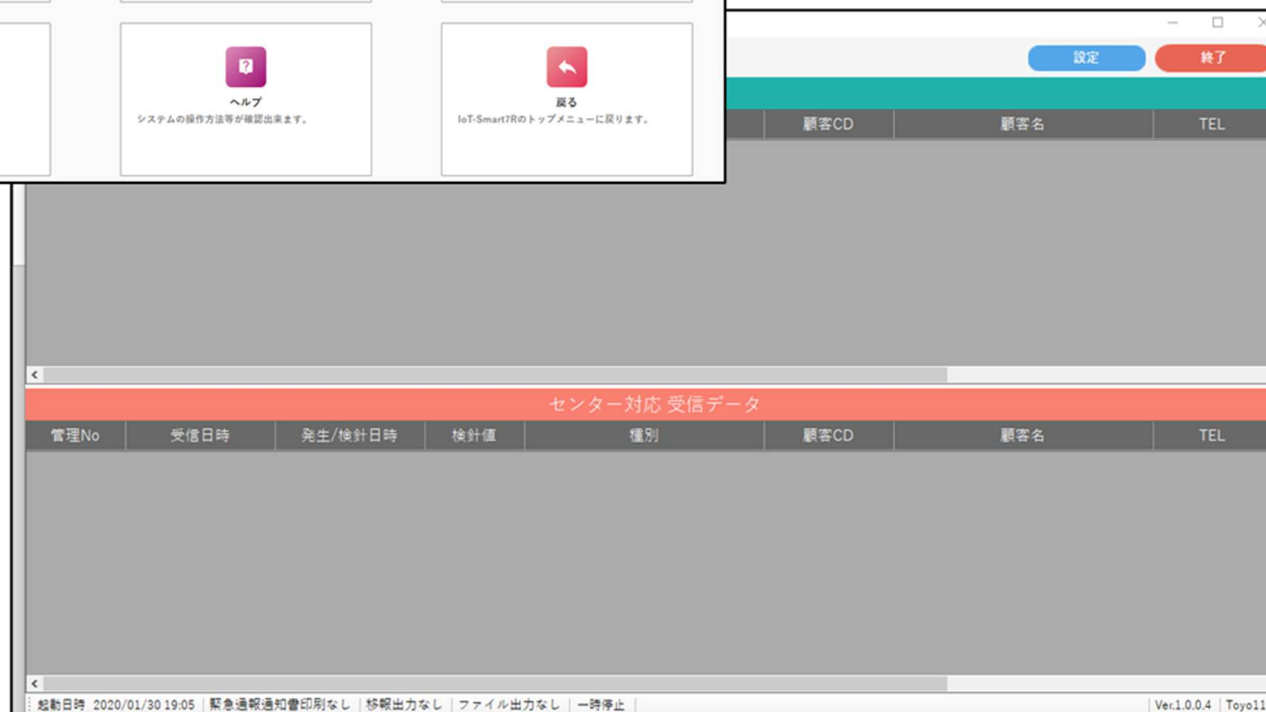 ヘルプ
システムの操作方法等が確認出来ます。
戻る
IoT-Smart7Rのトップメニューに戻ります。
設定
終了
顧客CD 顧客名 TEL
センター対応 受信データ
管理No 受信日時 発生/検針日時 検針値 種別 顧客CD 顧客名 TEL
起動日時 2020/01/30 19:05 緊急通報通知書印刷なし 移報出力なし ファイル出力なし 一時停止 Ver.1.0.0.4 Toyo11